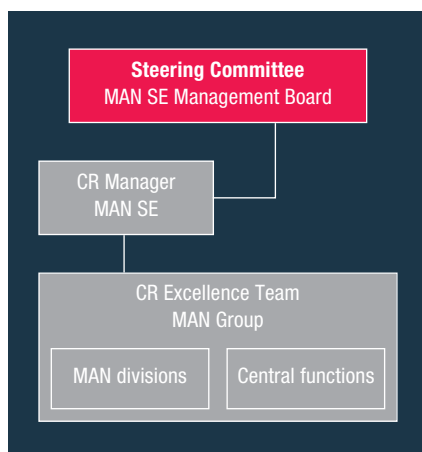 Steering Committee
MAN SE Management Board
CR Manager
MAN SE
CR Excellence Team
MAN Group
MAN divisions
Central functions